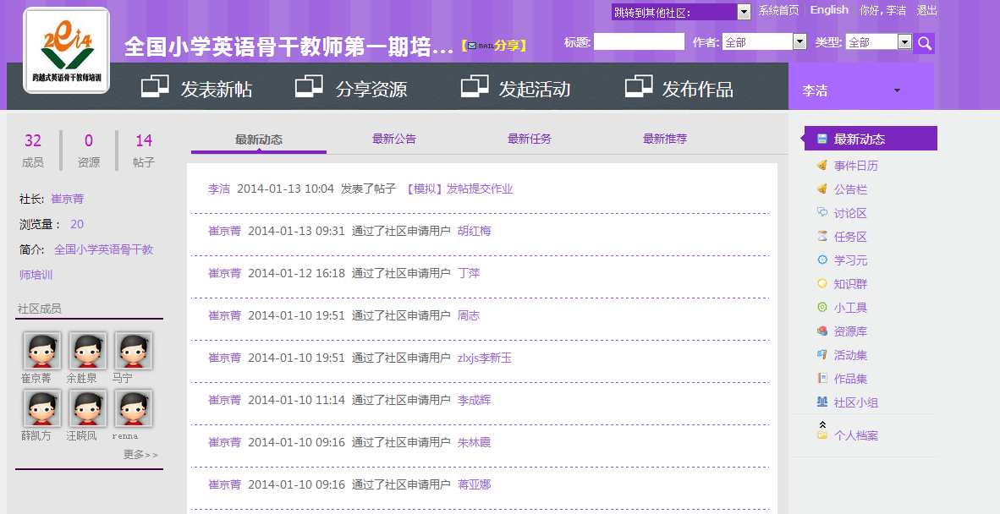 跳转到其他社区: 系统首页 English 你好, 李洁 退出
全国小学英语骨干教师第一期培... 【MAIL分享】 标题: 作者: 全部 类型: 全部
2ei4
跨越式英语骨干教师培训
发表新帖 分享资源 发起活动 发布作品 李洁
32 0 14
成员 资源 帖子
社长: 崔京菁
浏览量： 20
简介: 全国小学英语骨干教
师培训
社区成员
崔京菁 余胜泉 马宁
薛凯方 汪晓凤 renna
更多>>
最新动态 最新公告 最新任务 最新推荐
李洁 2014-01-13 10:04 发表了帖子 【模拟】发帖提交作业
崔京菁 2014-01-13 09:31 通过了社区申请用户 胡红梅
崔京菁 2014-01-12 16:18 通过了社区申请用户 丁萍
崔京菁 2014-01-10 19:51 通过了社区申请用户 周志
崔京菁 2014-01-10 19:51 通过了社区申请用户 zlxjs李新玉
崔京菁 2014-01-10 11:14 通过了社区申请用户 李成辉
崔京菁 2014-01-10 09:16 通过了社区申请用户 朱林霞
崔京菁 2014-01-10 09:16 通过了社区申请用户 蒋亚娜
最新动态
事件日历
公告栏
讨论区
任务区
学习元
知识群
小工具
资源库
活动集
作品集
社区小组
个人档案